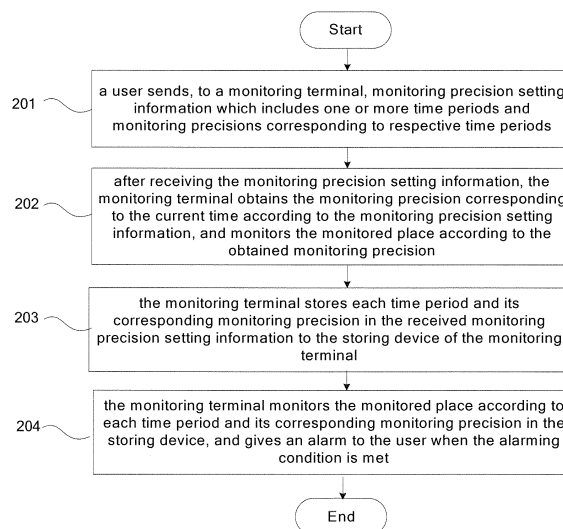 Start
201
a user sends, to a monitoring terminal, monitoring precision setting
information which includes one or more time periods and
monitoring precisions corresponding to respective time periods
202
after receiving the monitoring precision setting information, the
monitoring terminal obtains the monitoring precision corresponding
to the current time according to the monitoring precision setting
information, and monitors the monitored place according to the
obtained monitoring precision
203
the monitoring terminal stores each time period and its
corresponding monitoring precision in the received monitoring
precision setting information to the storing device of the monitoring
terminal
204
the monitoring terminal monitors the monitored place according to
each time period and its corresponding monitoring precision in the
storing device, and gives an alarm to the user when the alarming
condition is met
End